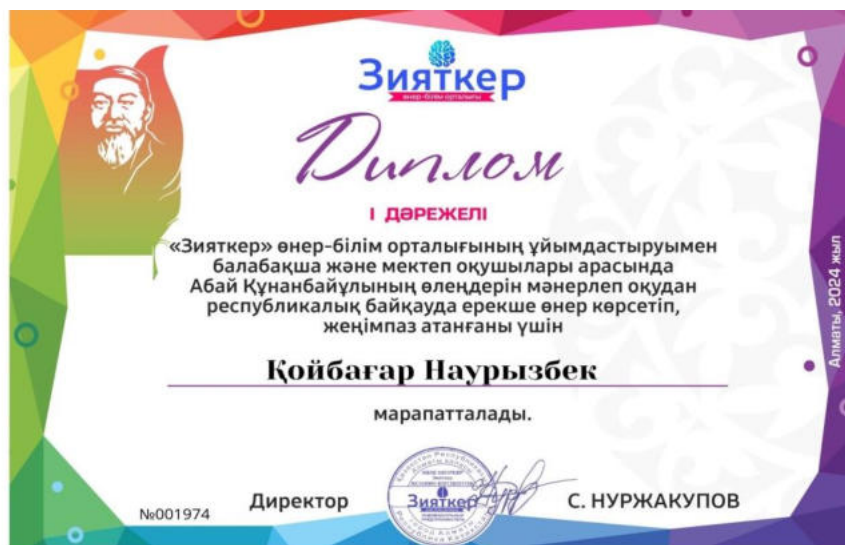 Зияткер
өнер-білім орталығы
Диплом
І ДӘРЕЖЕЛІ
«Зияткер» өнер-білім орталығының ұйымдастыруымен
балабақша және мектеп оқушылары арасында
Абай Құнанбайұлының өлеңдерін мәнерлеп оқудан
республикалық байқауда ерекше өнер көрсетіп,
жеңімпаз атанғаны үшін
Қойбағар Наурызбек
марапатталады.
Алматы, 2024 жыл
№001974
Директор
Зияткер
С. НУРЖАКУПОВ